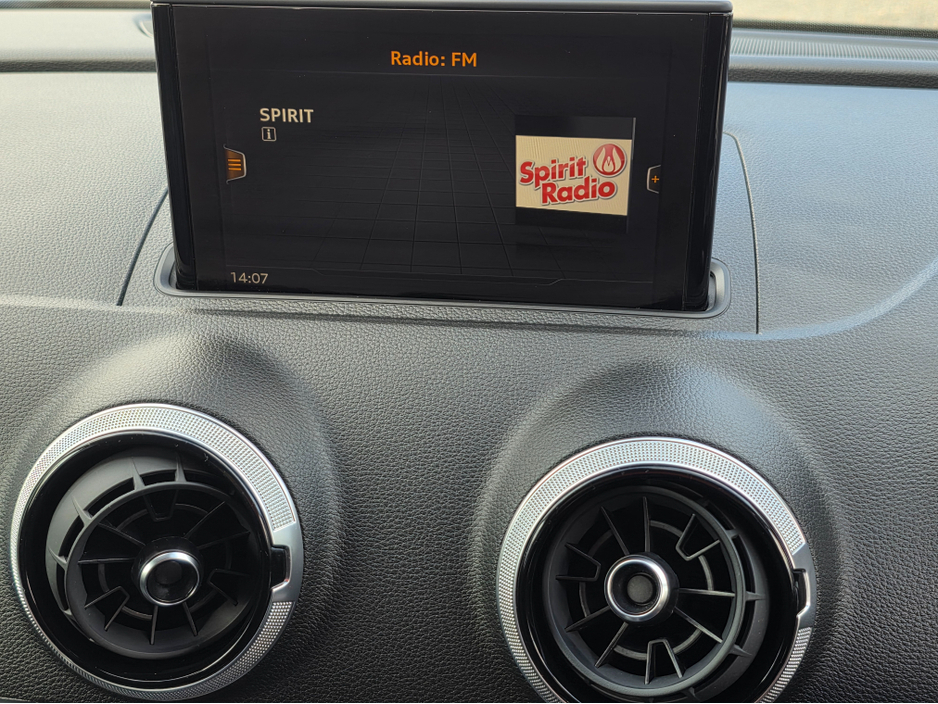 Radio: FM
SPIRIT
i
Spirit
Radio
14:07